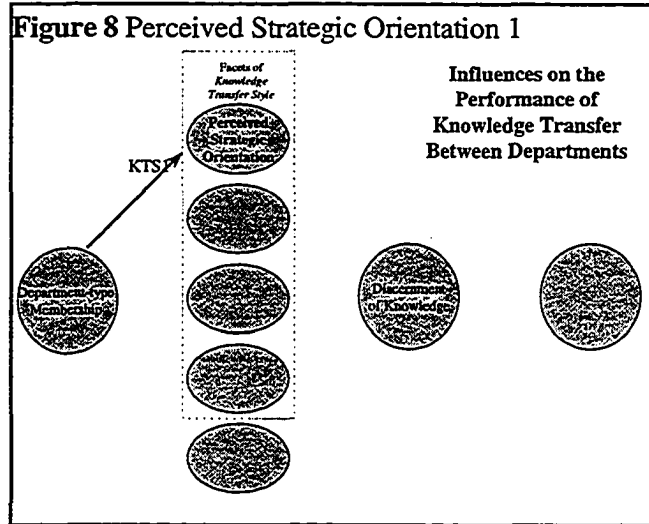 Figure 8 Perceived Strategic Orientation 1
Facets of
Knowledge
Transfer Style
Influences on the
Performance of
Knowledge Transfer
Between Departments
Perceived
Strategic
Orientation
KTS1
Department-type
Membership
Discernment
of Knowledge